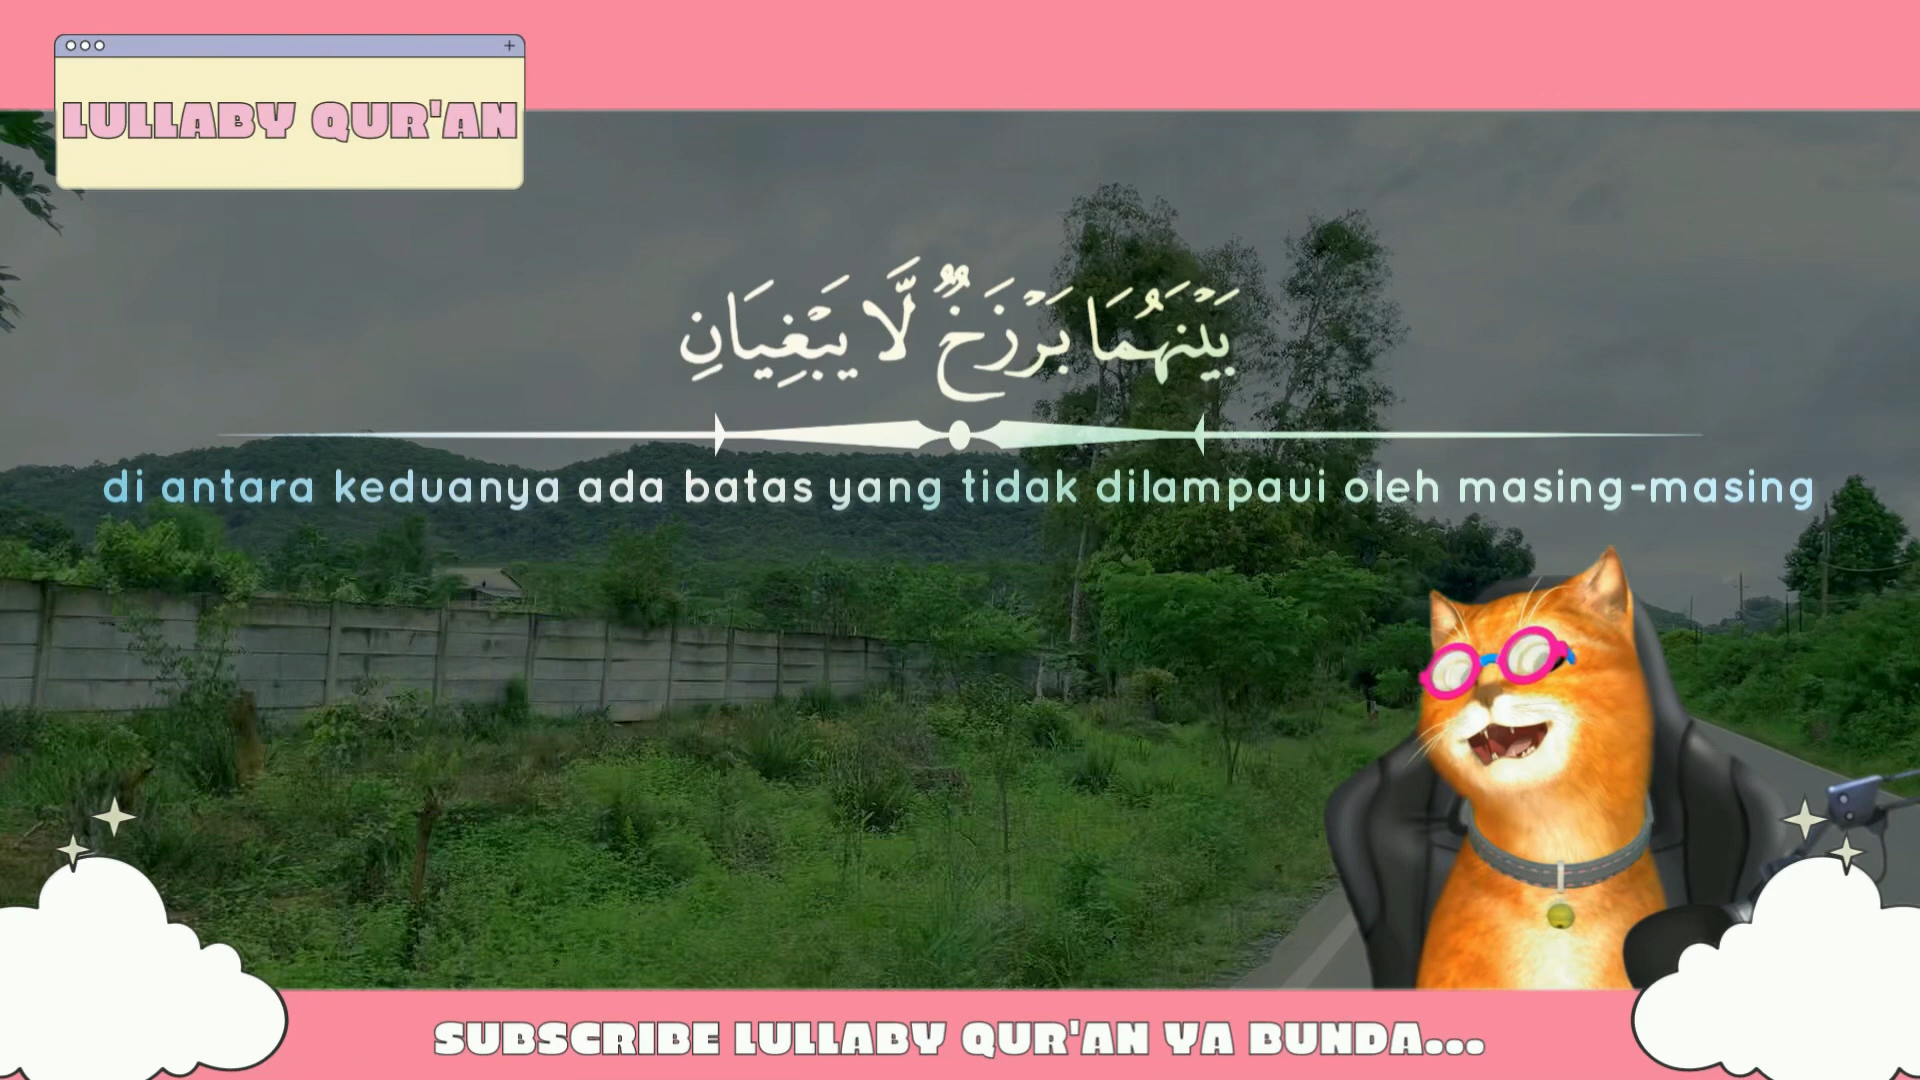 LULLABY QUR'AN
بَيْنَهُمَا بَرْزَخٌ لَّا يَبْغِيَانِ
di antara keduanya ada batas yang tidak dilampaui oleh masing-masing
SUBSCRIBE LULLABY QUR'AN YA BUNDA...